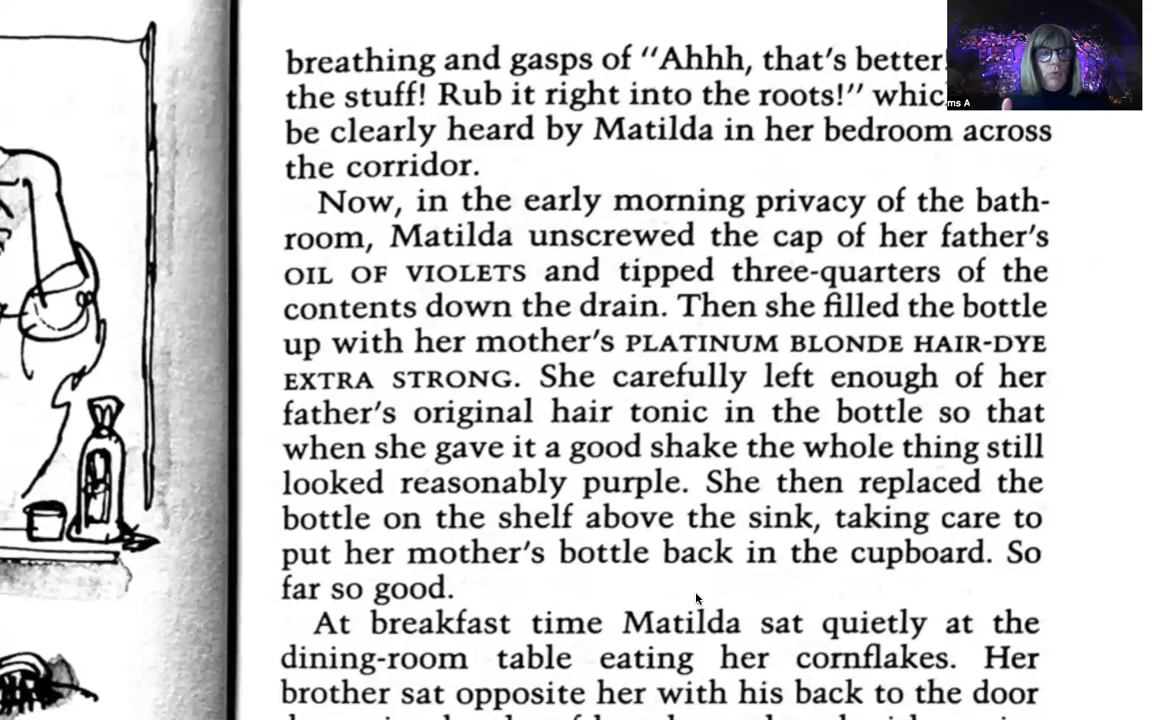 breathing and gasps of “Ahhh, that’s better!
the stuff! Rub it right into the roots!” whic
be clearly heard by Matilda in her bedroom across
the corridor.
Now, in the early morning privacy of the bath-
room, Matilda unscrewed the cap of her father’s
OIL OF VIOLETS and tipped three-quarters of the
contents down the drain. Then she filled the bottle
up with her mother’s PLATINUM BLONDE HAIR-DYE
EXTRA STRONG. She carefully left enough of her
father’s original hair tonic in the bottle so that
when she gave it a good shake the whole thing still
looked reasonably purple. She then replaced the
bottle on the shelf above the sink, taking care to
put her mother’s bottle back in the cupboard. So
far so good.
At breakfast time Matilda sat quietly at the
dining-room table eating her cornflakes. Her
brother sat opposite her with his back to the door
ms A